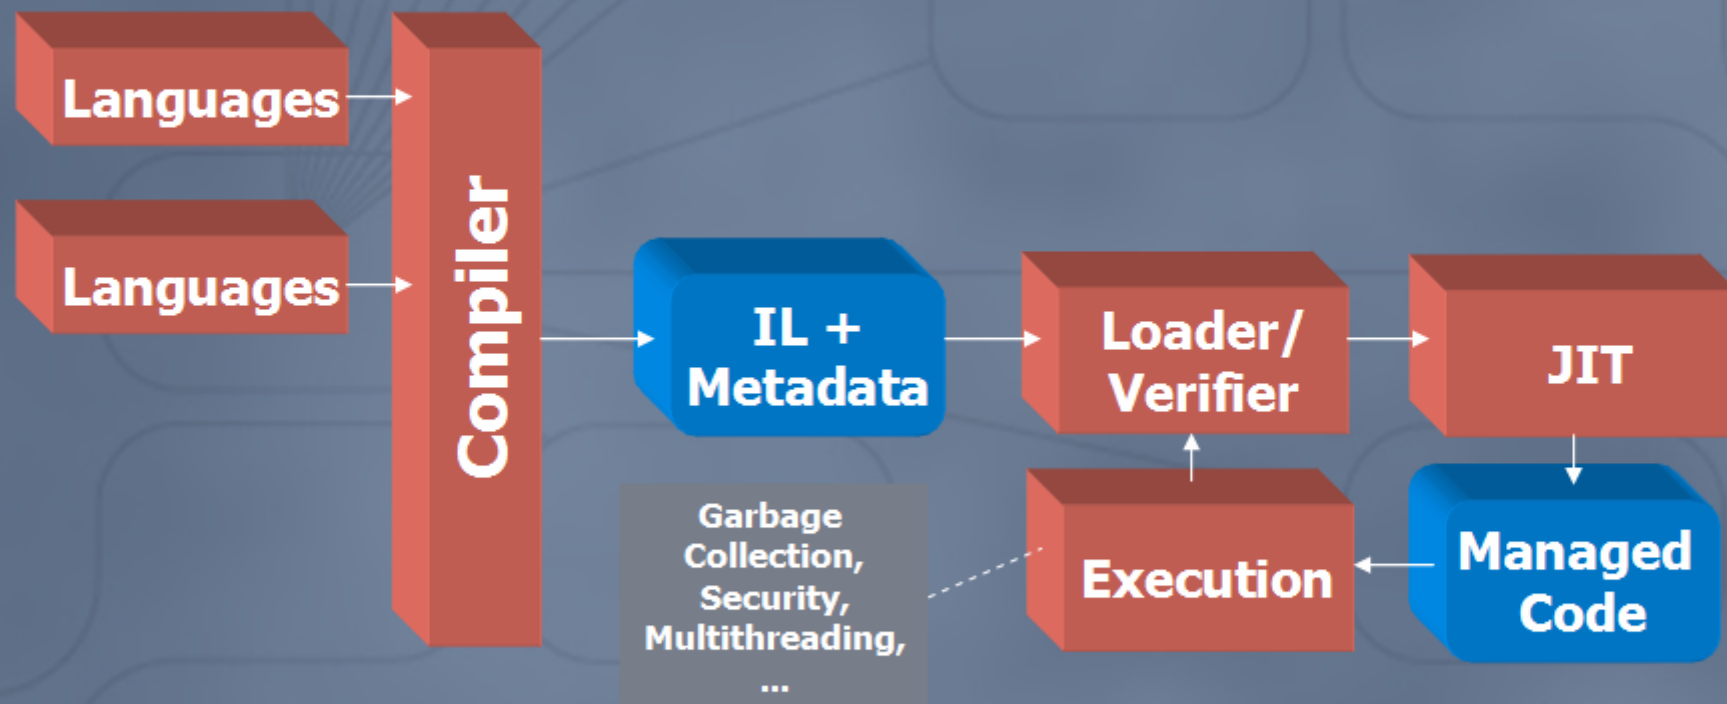 Languages
Languages
Compiler
IL +
Metadata
Loader/
Verifier
JIT
Garbage
Collection,
Security,
Multithreading,
...
Execution
Managed
Code